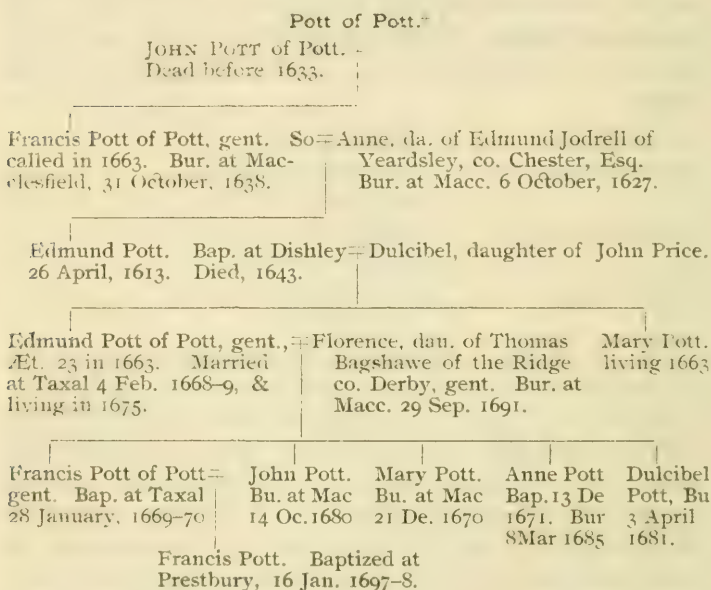 Pott of Pott.
JOHN POTT of Pott.
Dead before 1633.
Francis Pott of Pott, gent. So = Anne, da. of Edmund Jodrell of
called in 1663. Bur. at Mac- Yeardsley, co. Chester, Esq.
clesfield, 31 October, 1638. Bur. at Macc. 6 October, 1627.
Edmund Pott. Bap. at Dishley = Dulcibel, daughter of John Price.
26 April, 1613. Died, 1643.
Edmund Pott of Pott, gent., = Florence, dau. of Thomas Mary Pott.
Æt. 23 in 1663. Married Bagshawe of the Ridge living 1663
at Taxal 4 Feb. 1668–9, & co. Derby, gent. Bur. at
living in 1675. Macc. 29 Sep. 1691.
Francis Pott of Pott = John Pott. Mary Pott. Anne Pott Dulcibel
gent. Bap. at Taxal Bu. at Mac Bu. at Mac Bap. 13 De Pott, Bu
28 January, 1669–70 14 Oc. 1680 21 De. 1670 1671. Bur 3 April
8 Mar 1685 1681.
Francis Pott. Baptized at
Prestbury, 16 Jan. 1697–8.